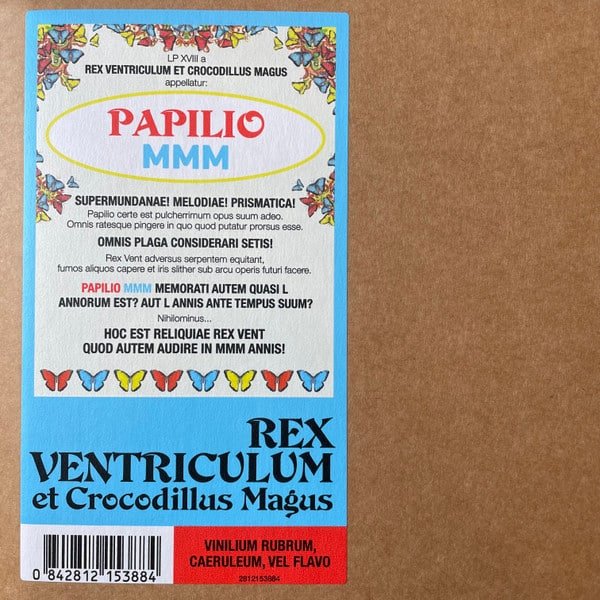 LP XVIII a
REX VENTRICULUM ET CROCODILLUS MAGUS
appellatur:
PAPILIO
MMM
SUPERMUNDANAE! MELODIAE! PRISMATICA!
Papilio certe est pulcherrimum opus suum adeo.
Omnis ratesque pingere in quo quod putatur prorsus esse.
OMNIS PLAGA CONSIDERARI SETIS!
Rex Vent adversus serpentem equitant,
fumos aliquos capere et iris slither sub arcu operis futuri facere.
PAPILIO MMM MEMORATI AUTEM QUASI L
ANNORUM EST? AUT L ANNIS ANTE TEMPUS SUUM?
Nihilominus...
HOC EST RELIQUIAE REX VENT
QUOD AUTEM AUDIRE IN MMM ANNIS!
REX
VENTRICULUM
et Crocodillus Magus
0 842812 153884
VINILIUM RUBRUM,
CAERULEUM, VEL FLAVO
2812153884